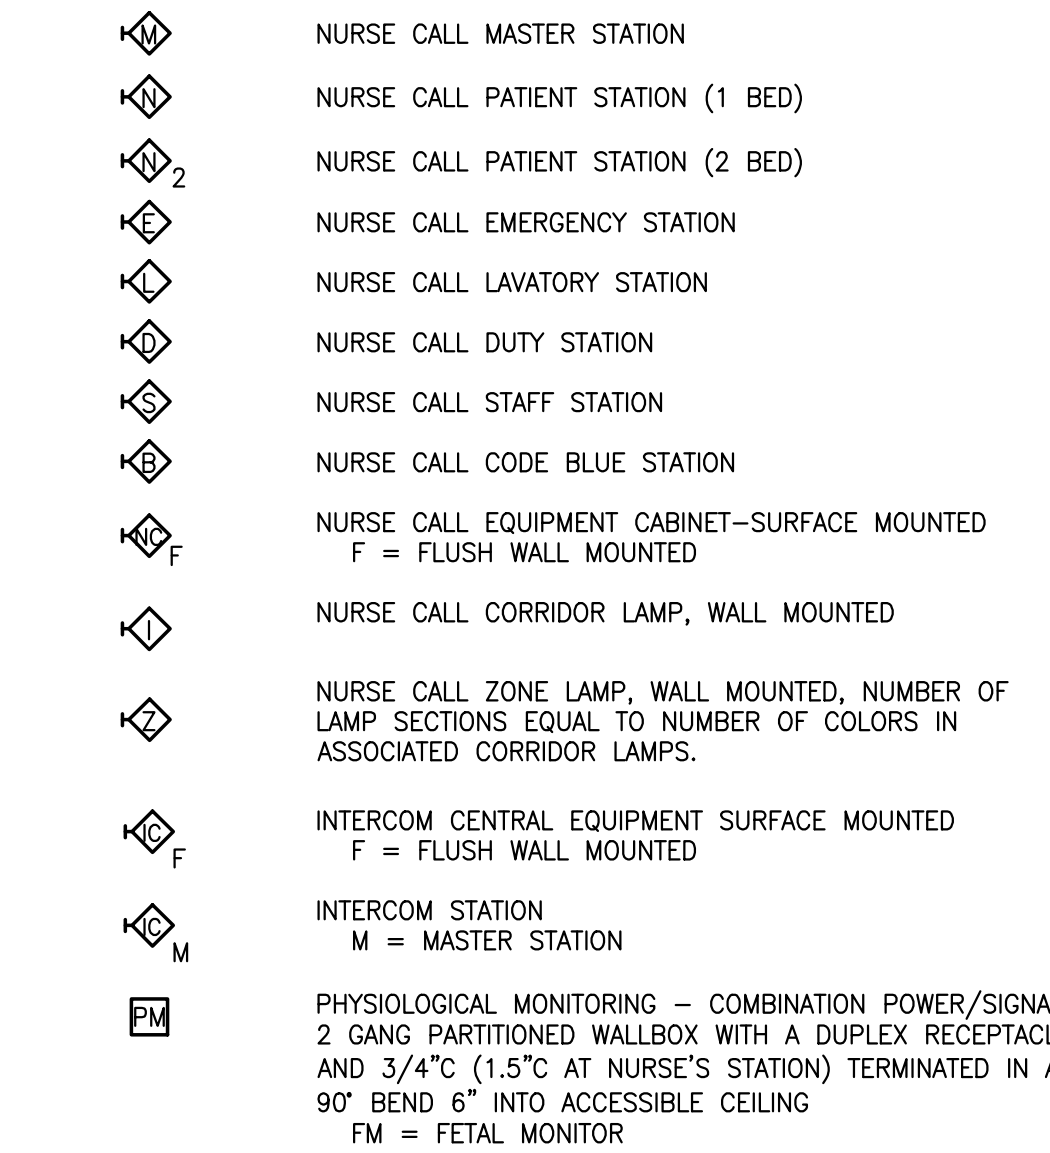 M NURSE CALL MASTER STATION
N NURSE CALL PATIENT STATION (1 BED)
N 2 NURSE CALL PATIENT STATION (2 BED)
E NURSE CALL EMERGENCY STATION
L NURSE CALL LAVATORY STATION
D NURSE CALL DUTY STATION
S NURSE CALL STAFF STATION
B NURSE CALL CODE BLUE STATION
NC F NURSE CALL EQUIPMENT CABINET-SURFACE MOUNTED
F = FLUSH WALL MOUNTED
I NURSE CALL CORRIDOR LAMP, WALL MOUNTED
Z NURSE CALL ZONE LAMP, WALL MOUNTED, NUMBER OF
LAMP SECTIONS EQUAL TO NUMBER OF COLORS IN
ASSOCIATED CORRIDOR LAMPS.
IC F INTERCOM CENTRAL EQUIPMENT SURFACE MOUNTED
F = FLUSH WALL MOUNTED
IC M INTERCOM STATION
M = MASTER STATION
PM PHYSIOLOGICAL MONITORING – COMBINATION POWER/SIGNA
2 GANG PARTITIONED WALLBOX WITH A DUPLEX RECEPTACL
AND 3/4"C (1.5"C AT NURSE'S STATION) TERMINATED IN A
90° BEND 6" INTO ACCESSIBLE CEILING
FM = FETAL MONITOR